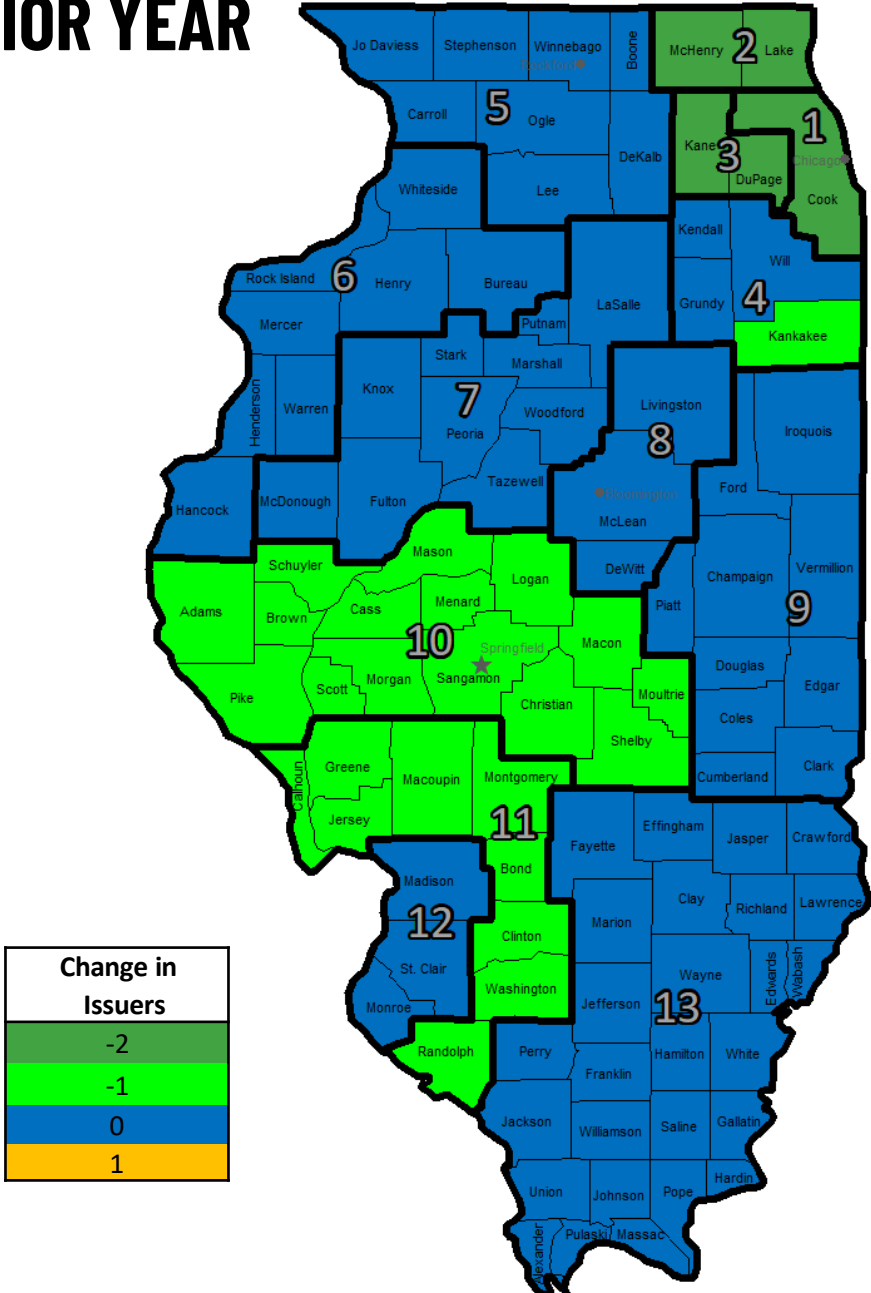 IOR YEAR
Jo Daviess
Stephenson
Winnebago
Boone
McHenry
2
Lake
Rockford
Carroll
5
Ogle
DeKalb
Kane
3
1
Chicago
DuPage
Cook
Whiteside
Lee
Kendall
Will
Rock Island
6
Henry
Bureau
LaSalle
Grundy
4
Mercer
Putnam
Kankakee
Stark
Marshall
Henderson
Warren
Knox
7
Peoria
Woodford
Livingston
8
Iroquois
Hancock
McDonough
Fulton
Tazewell
Bloomington
McLean
Ford
Schuyler
Mason
Logan
DeWitt
Champaign
Vermillion
Adams
Brown
Cass
Menard
Piatt
9
10
Springfield
Macon
Pike
Scott
Morgan
Sangamon
Christian
Moultrie
Douglas
Edgar
Shelby
Coles
Calhoun
Greene
Macoupin
Montgomery
Cumberland
Clark
Jersey
11
Fayette
Effingham
Jasper
Crawford
Madison
Bond
12
Clinton
Marion
Clay
Richland
Lawrence
St. Clair
Washington
Wayne
Edwards
Wabash
Monroe
Jefferson
13
Randolph
Perry
Franklin
Hamilton
White
Jackson
Williamson
Saline
Gallatin
Union
Johnson
Pope
Hardin
Alexander
Pulaski
Massac
Change in
Issuers
-2
-1
0
1